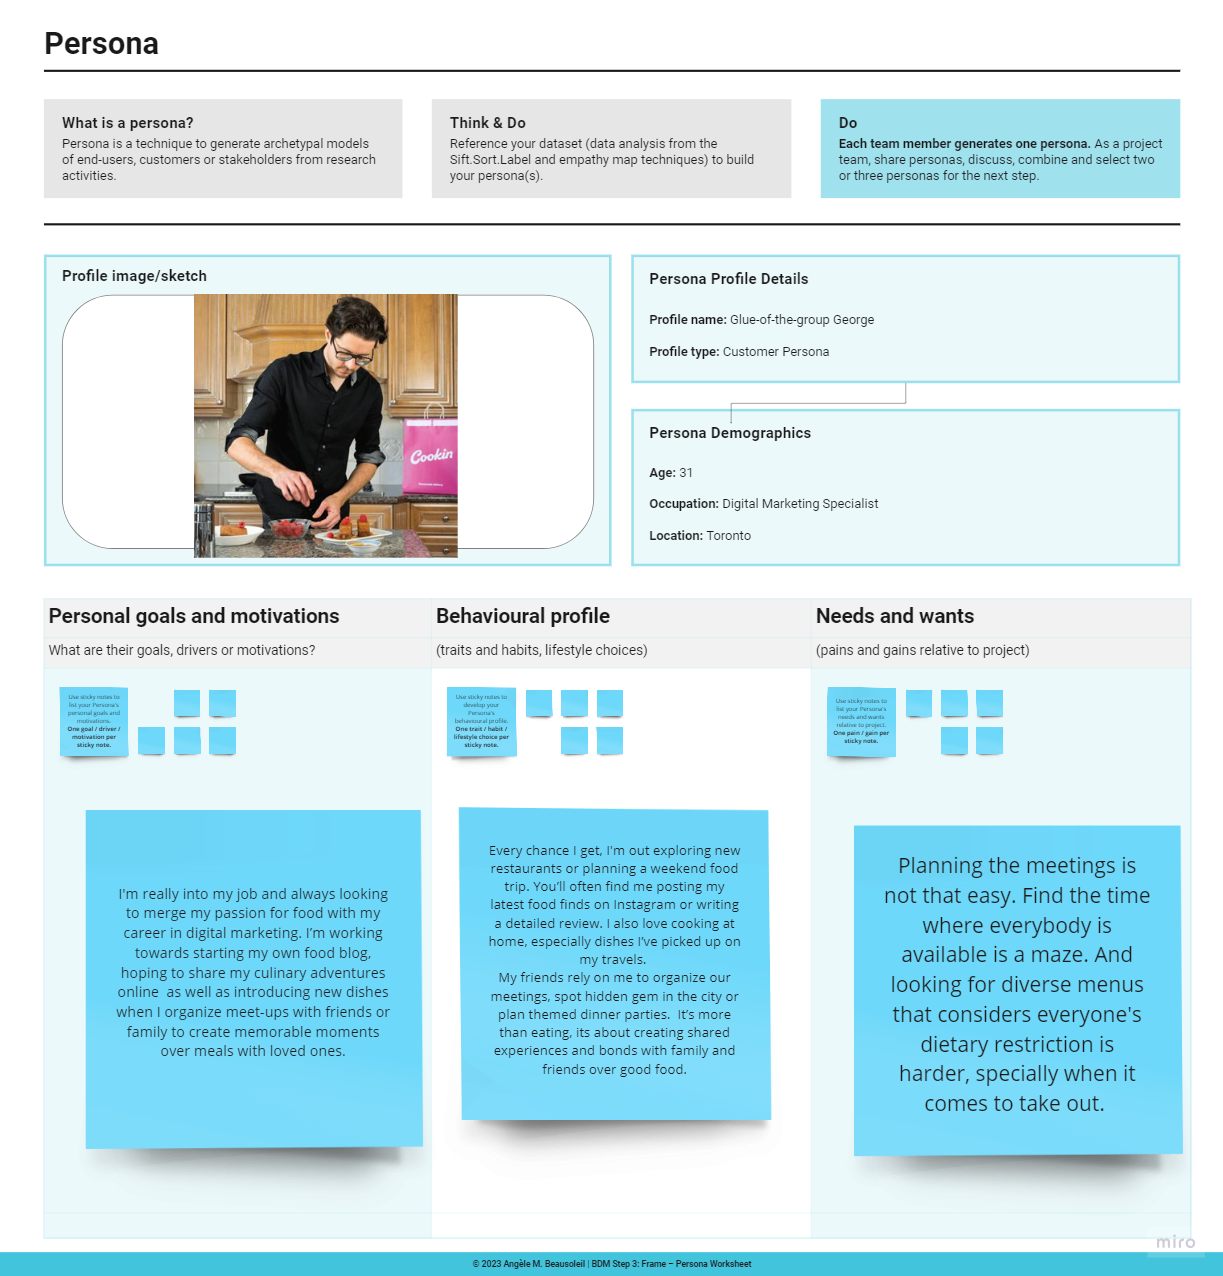 Persona
What is a persona?
Persona is a technique to generate archetypal models
of end-users, customers or stakeholders from research
activities.
Think & Do
Reference your dataset (data analysis from the
Sift.Sort.Label and empathy map techniques) to build
your persona(s).
Do
Each team member generates one persona. As a project
team, share personas, discuss, combine and select two
or three personas for the next step.
Profile image/sketch
Cookin
Persona Profile Details
Profile name: Glue-of-the-group George
Profile type: Customer Persona
Persona Demographics
Age: 31
Occupation: Digital Marketing Specialist
Location: Toronto
Personal goals and motivations
What are their goals, drivers or motivations?
Use sticky notes to
list your Persona's
personal goals and
motivations.
One goal / driver /
motivation per
sticky note.
I'm really into my job and always looking
to merge my passion for food with my
career in digital marketing. I'm working
towards starting my own food blog,
hoping to share my culinary adventures
online as well as introducing new dishes
when I organize meet-ups with friends or
family to create memorable moments
over meals with loved ones.
Behavioural profile
(traits and habits, lifestyle choices)
Use sticky notes to
develop your
Persona's
behavioural profile.
One trait / habit /
lifestyle choice per
sticky note.
Every chance I get, I'm out exploring new
restaurants or planning a weekend food
trip. You'll often find me posting my
latest food finds on Instagram or writing
a detailed review. I also love cooking at
home, especially dishes I've picked up on
my travels.
My friends rely on me to organize our
meetings, spot hidden gem in the city or
plan themed dinner parties. It's more
than eating, its about creating shared
experiences and bonds with family and
friends over good food.
Needs and wants
(pains and gains relative to project)
Use sticky notes to
list your Persona's
needs and wants
relative to project.
One pain / gain per
sticky note.
Planning the meetings is
not that easy. Find the time
where everybody is
available is a maze. And
looking for diverse menus
that considers everyone's
dietary restriction is
harder, specially when it
comes to take out.
miro
© 2023 Angèle M. Beausoleil | BDM Step 3: Frame – Persona Worksheet